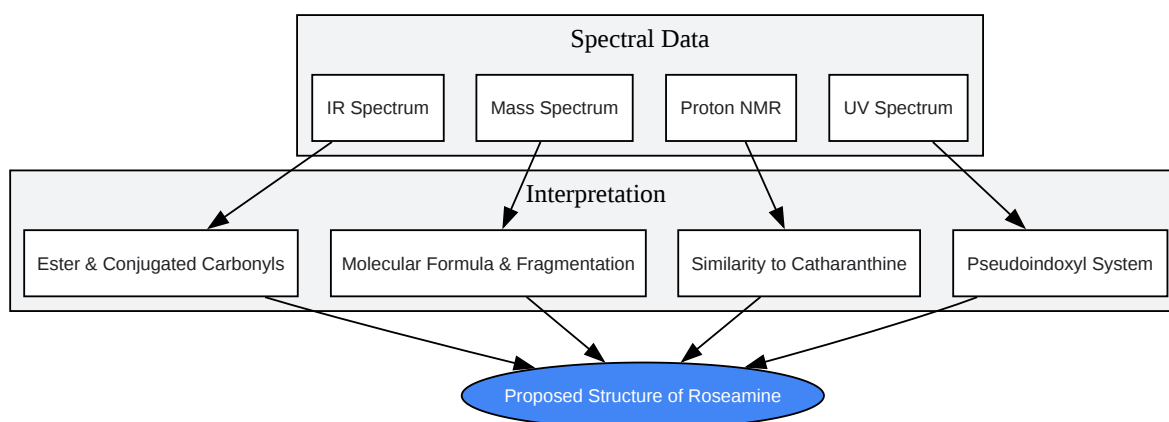 Spectral Data
IR Spectrum
Mass Spectrum
Proton NMR
UV Spectrum
Interpretation
Ester & Conjugated Carbonyls
Molecular Formula & Fragmentation
Similarity to Catharanthine
Pseudoindoxyl System
Proposed Structure of Roseamine